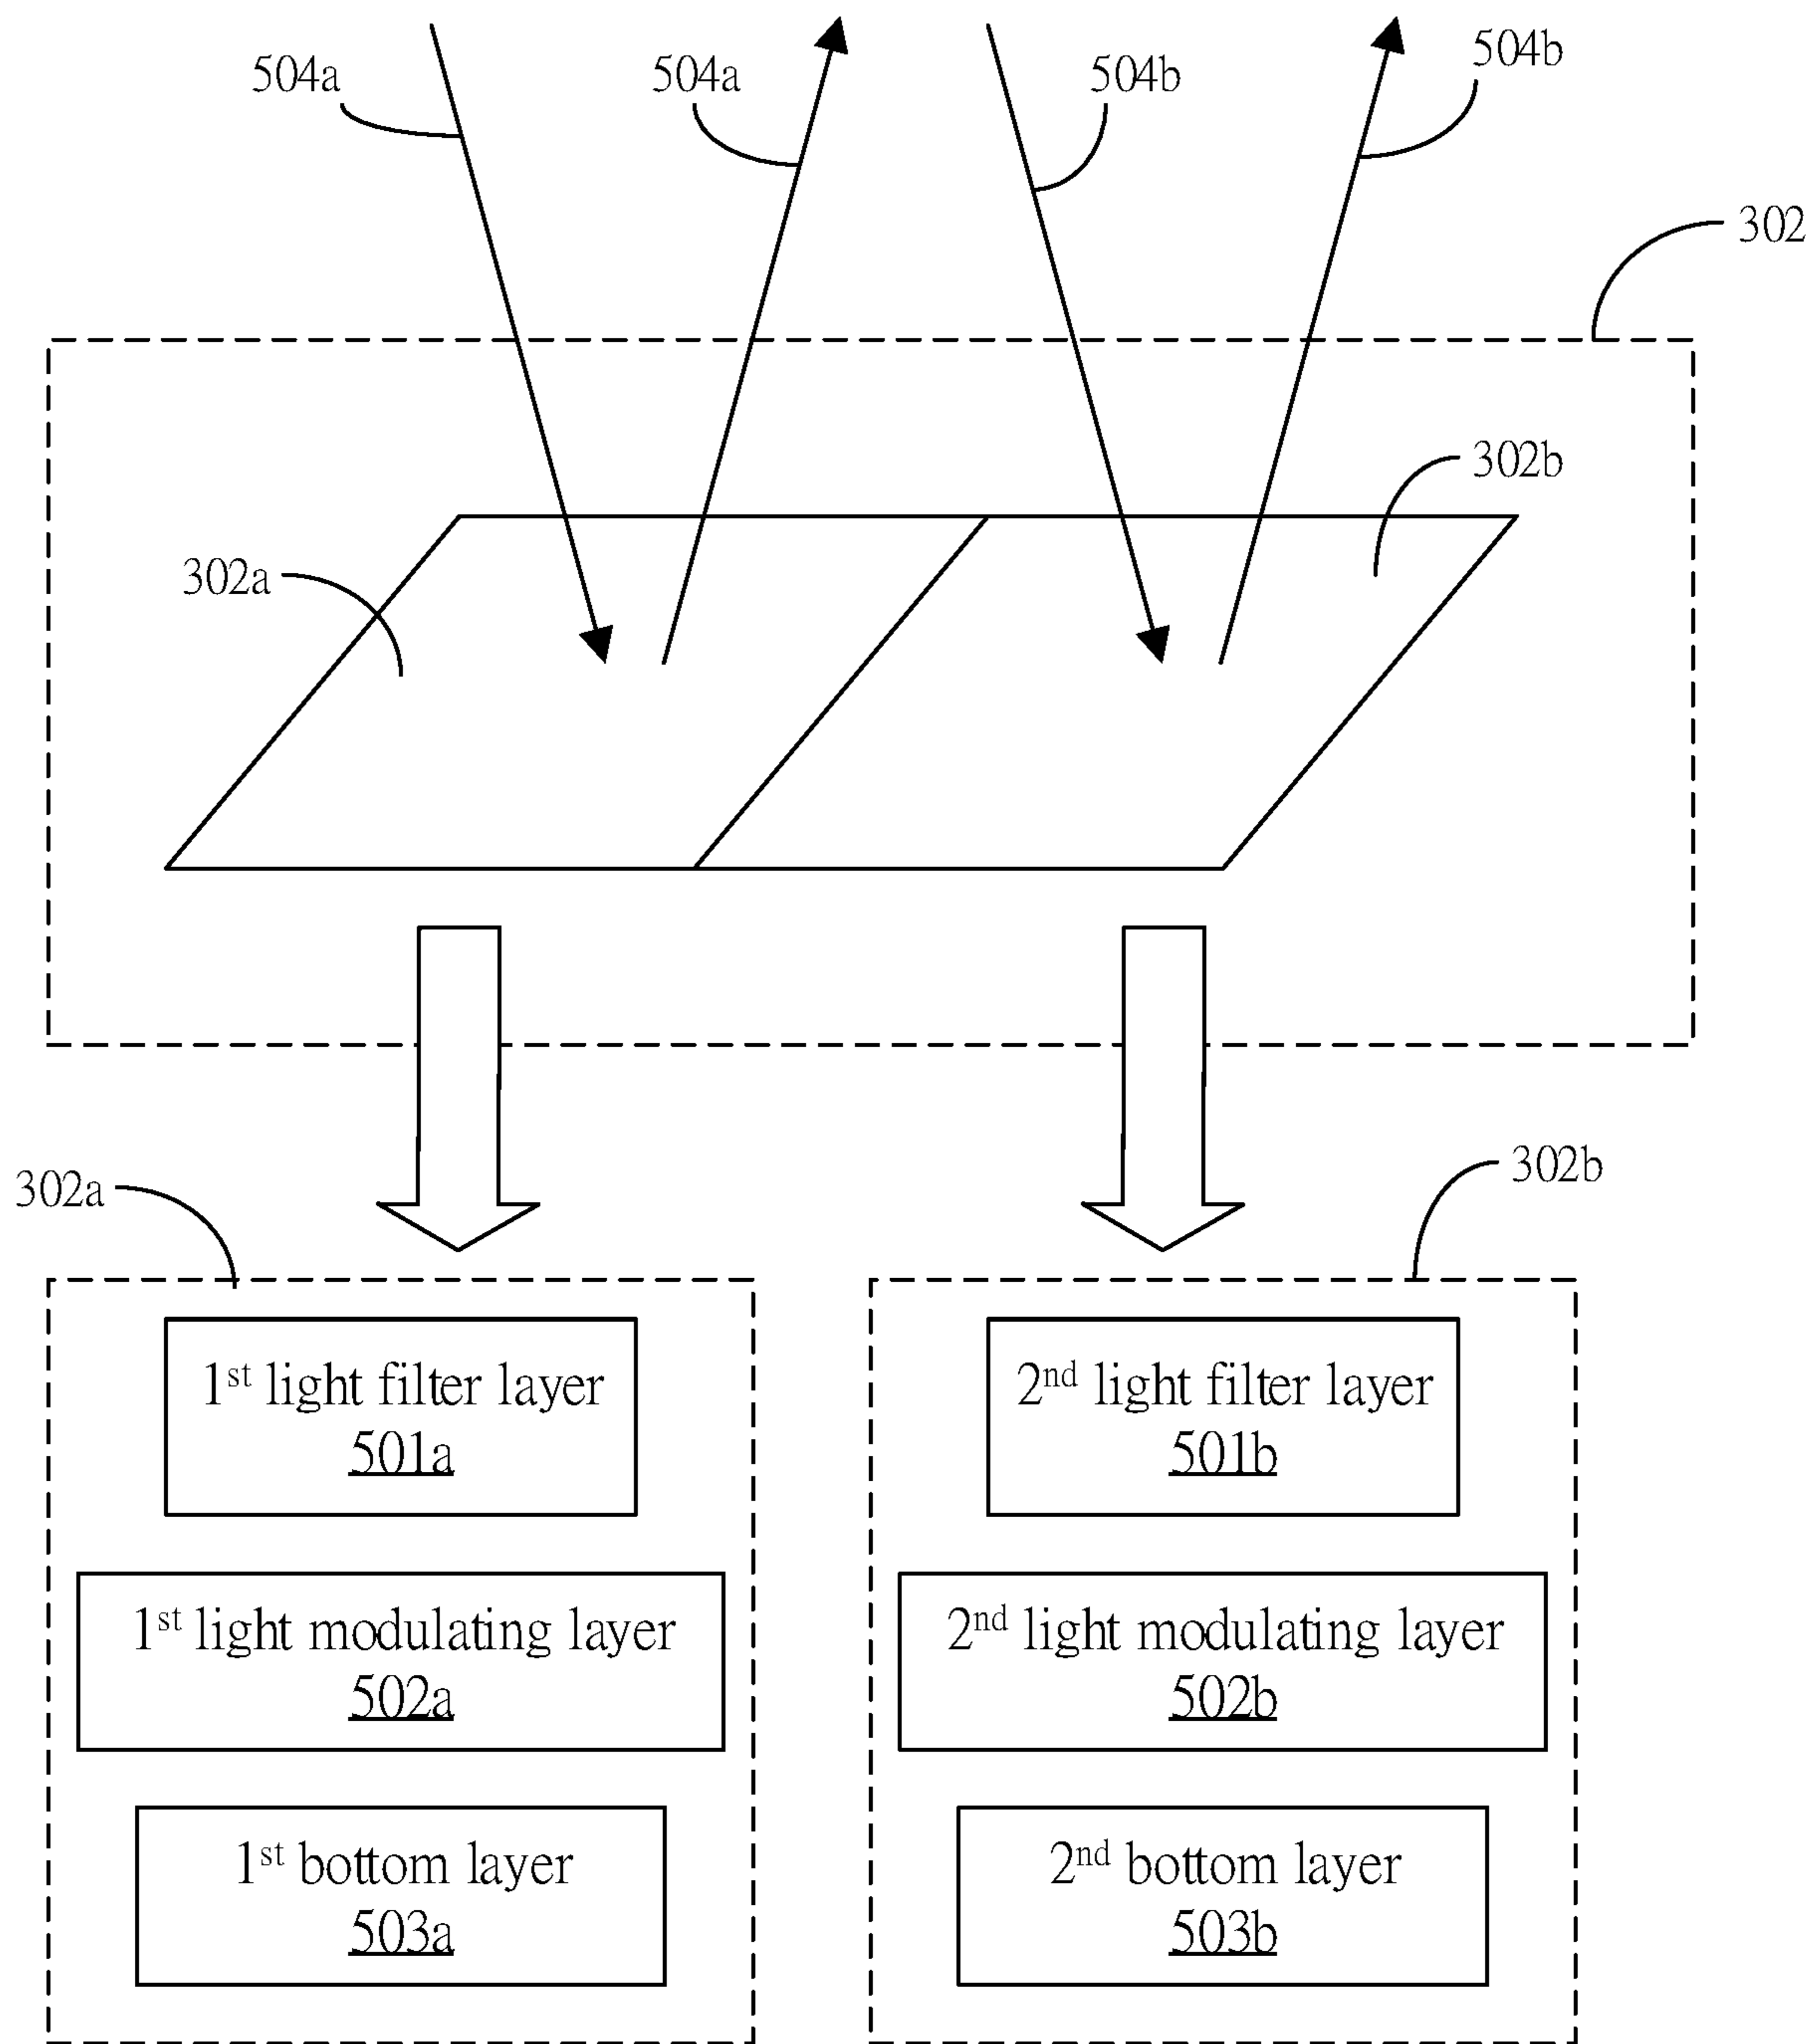 504a
504a
504b
504b
302
302b
302a
302a
302b
1st light filter layer
501a
2nd light filter layer
501b
1st light modulating layer
502a
2nd light modulating layer
502b
1st bottom layer
503a
2nd bottom layer
503b